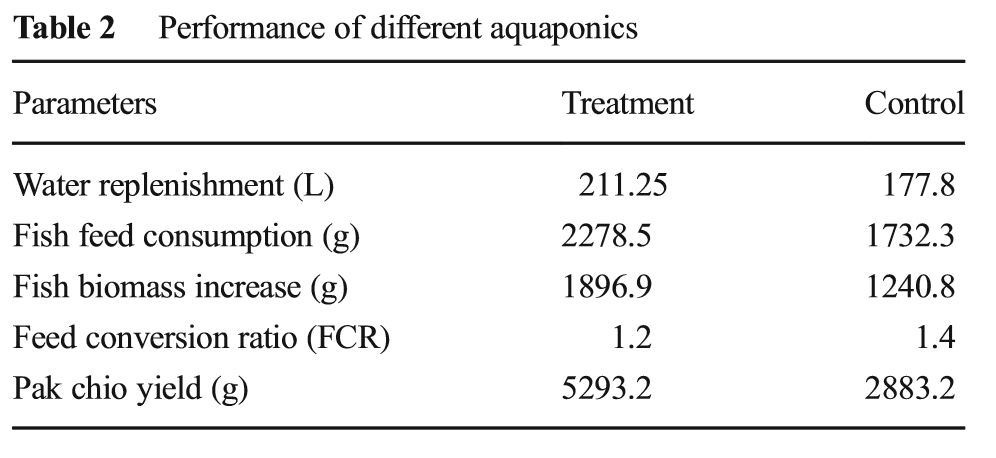 Table 2 Performance of different aquaponics
Parameters Treatment Control
Water replenishment (L) 211.25 177.8
Fish feed consumption (g) 2278.5 1732.3
Fish biomass increase (g) 1896.9 1240.8
Feed conversion ratio (FCR) 1.2 1.4
Pak chio yield (g) 5293.2 2883.2